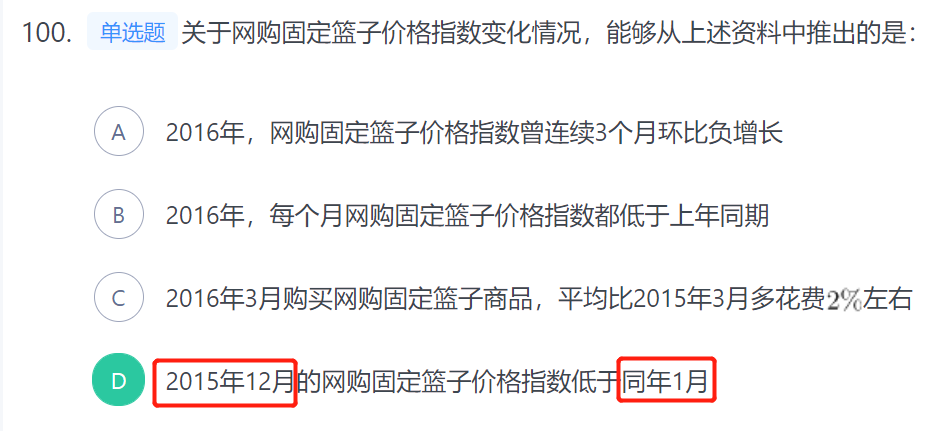 100. 单选题 关于网购固定篮子价格指数变化情况，能够从上述资料中推出的是：
A 2016年，网购固定篮子价格指数曾连续3个月环比负增长
B 2016年，每个月网购固定篮子价格指数都低于上年同期
C 2016年3月购买网购固定篮子商品，平均比2015年3月多花费2%左右
D 2015年12月的网购固定篮子价格指数低于同年1月